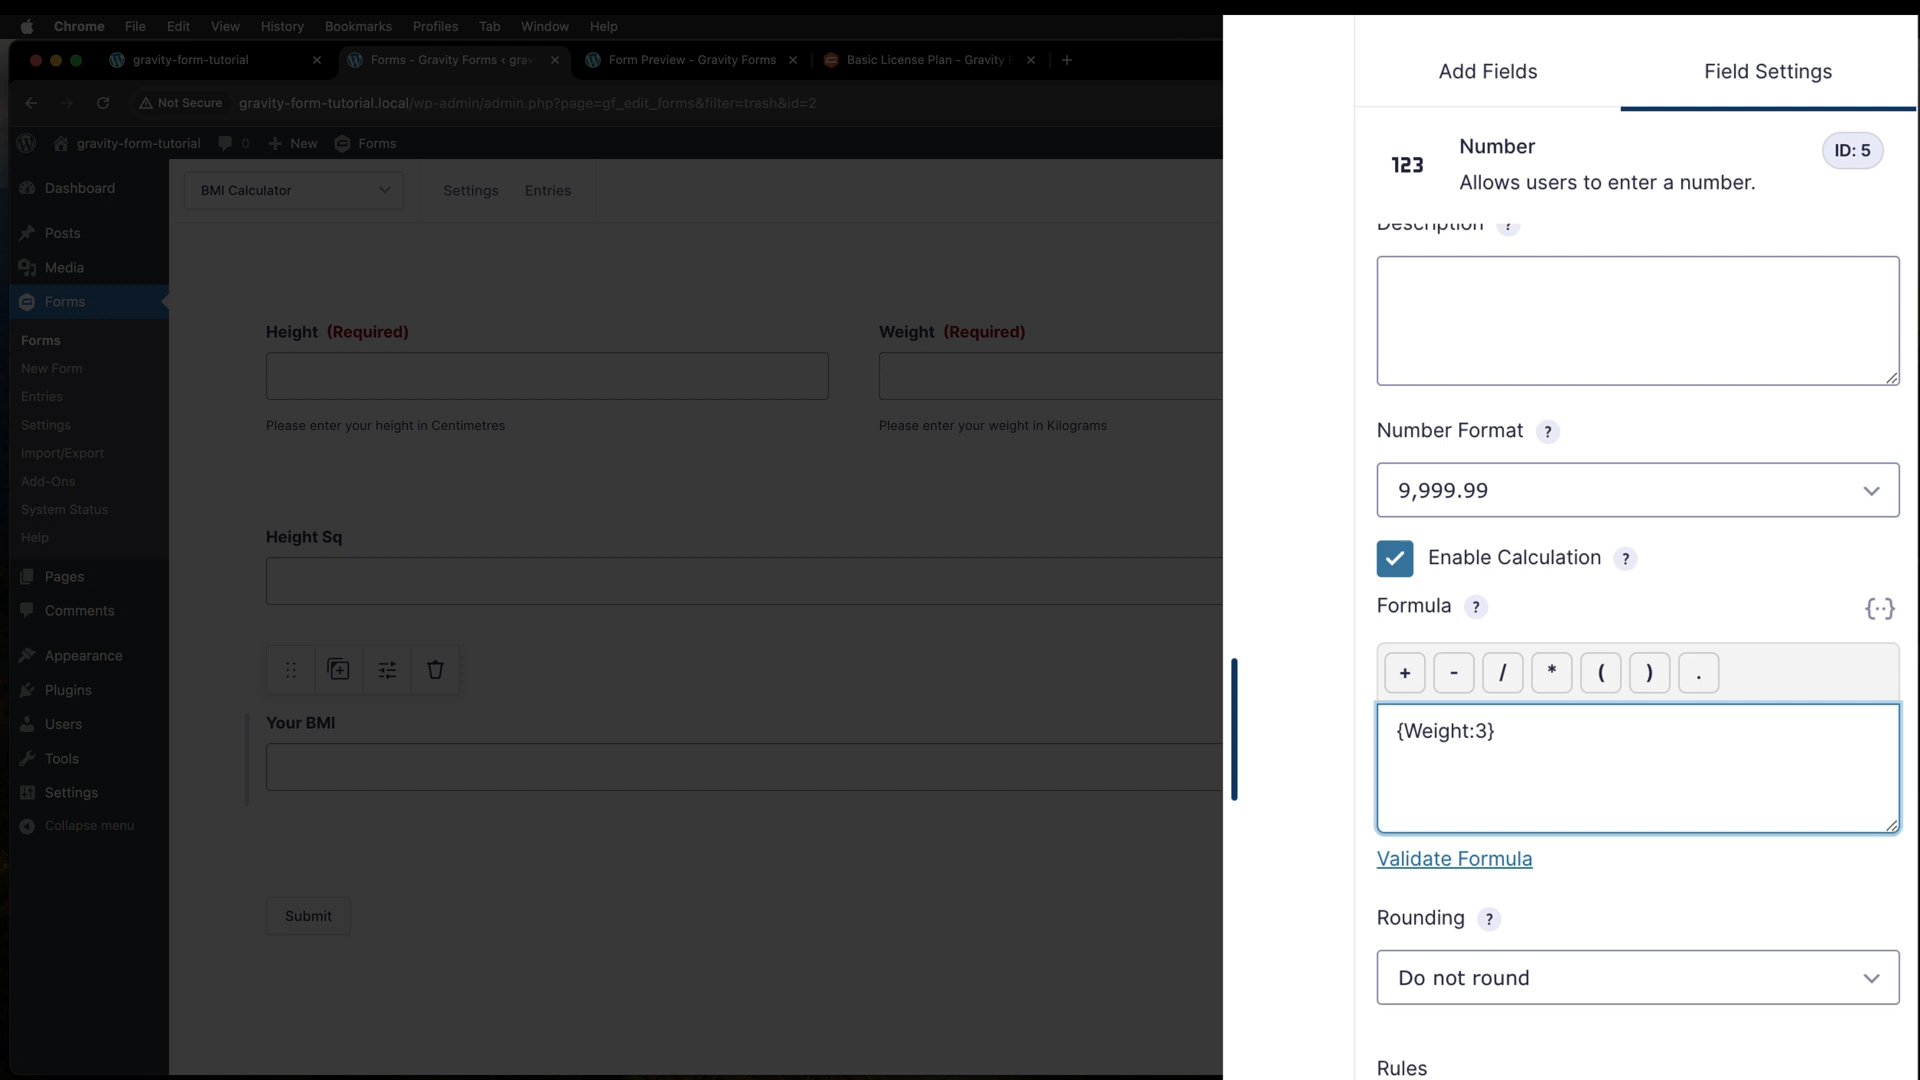 Chrome File Edit View History Bookmarks Profiles Tab Window Help
gravity-form-tutorial
Forms - Gravity Forms ‹ grav
Form Preview - Gravity Forms
Basic License Plan - Gravity
Not Secure gravity-form-tutorial.local/wp-admin/admin.php?page=gf_edit_forms&filter=trash&id=2
gravity-form-tutorial 0 New Forms
Dashboard
Posts
Media
Forms
Forms
New Form
Entries
Settings
Import/Export
Add-Ons
System Status
Help
Pages
Comments
Appearance
Plugins
Users
Tools
Settings
Collapse menu
BMI Calculator
Settings
Entries
Height (Required)
Please enter your height in Centimetres
Weight (Required)
Please enter your weight in Kilograms
Height Sq
Your BMI
Submit
Add Fields
Field Settings
123
Number
Allows users to enter a number.
ID: 5
Description ?
Number Format ?
9,999.99
Enable Calculation ?
Formula ? {··}
+ - / * ( ) .
{Weight:3}
Validate Formula
Rounding ?
Do not round
Rules